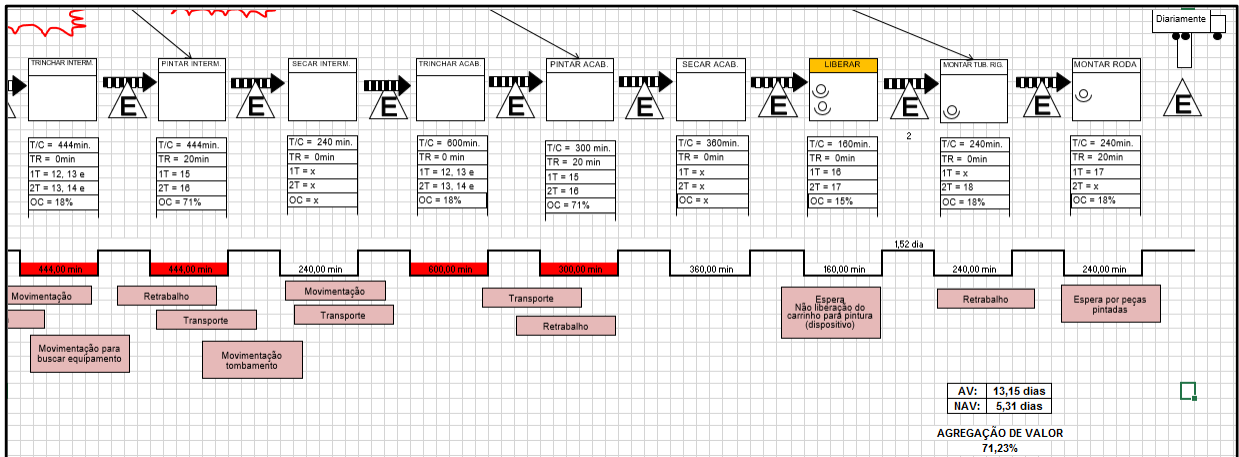 Diariamente
TRINCHAR INTERM.
PINTAR INTERM.
SECAR INTERM.
TRINCHAR ACAB.
PINTAR ACAB.
SECAR ACAB.
LIBERAR
MONTAR TUB. RIG.
MONTAR RODA
E
E
E
E
E
E
E
E
E
2
T/C = 444min.
TR = 0min
1T = 12, 13 e
2T = 13, 14 e
OC = 18%
T/C = 444min.
TR = 20min
1T = 15
2T = 16
OC = 71%
T/C = 240 min.
TR = 0min
1T = x
2T = x
OC = x
T/C = 600min.
TR = 0 min
1T = 12, 13 e
2T = 13, 14 e
OC = 18%
T/C = 300 min.
TR = 20 min
1T = 15
2T = 16
OC = 71%
T/C = 360min.
TR = 0min
1T = x
2T = x
OC = x
T/C = 160min.
TR = 0min
1T = 16
2T = 17
OC = 15%
T/C = 240min.
TR = 0min
1T = x
2T = 18
OC = 18%
T/C = 240min.
TR = 20min
1T = 17
2T = x
OC = 18%
1,52 dia
444,00 min
444,00 min
240,00 min
600,00 min
300,00 min
360,00 min
160,00 min
240,00 min
240,00 min
Movimentação
Movimentação para
buscar equipamento
Retrabalho
Transporte
Movimentação
tombamento
Movimentação
Transporte
Transporte
Retrabalho
Espera
Não liberação do
carrinho para pintura
(dispositivo)
Retrabalho
Espera por peças
pintadas
AV: 13,15 dias
NAV: 5,31 dias
AGREGAÇÃO DE VALOR
71,23%